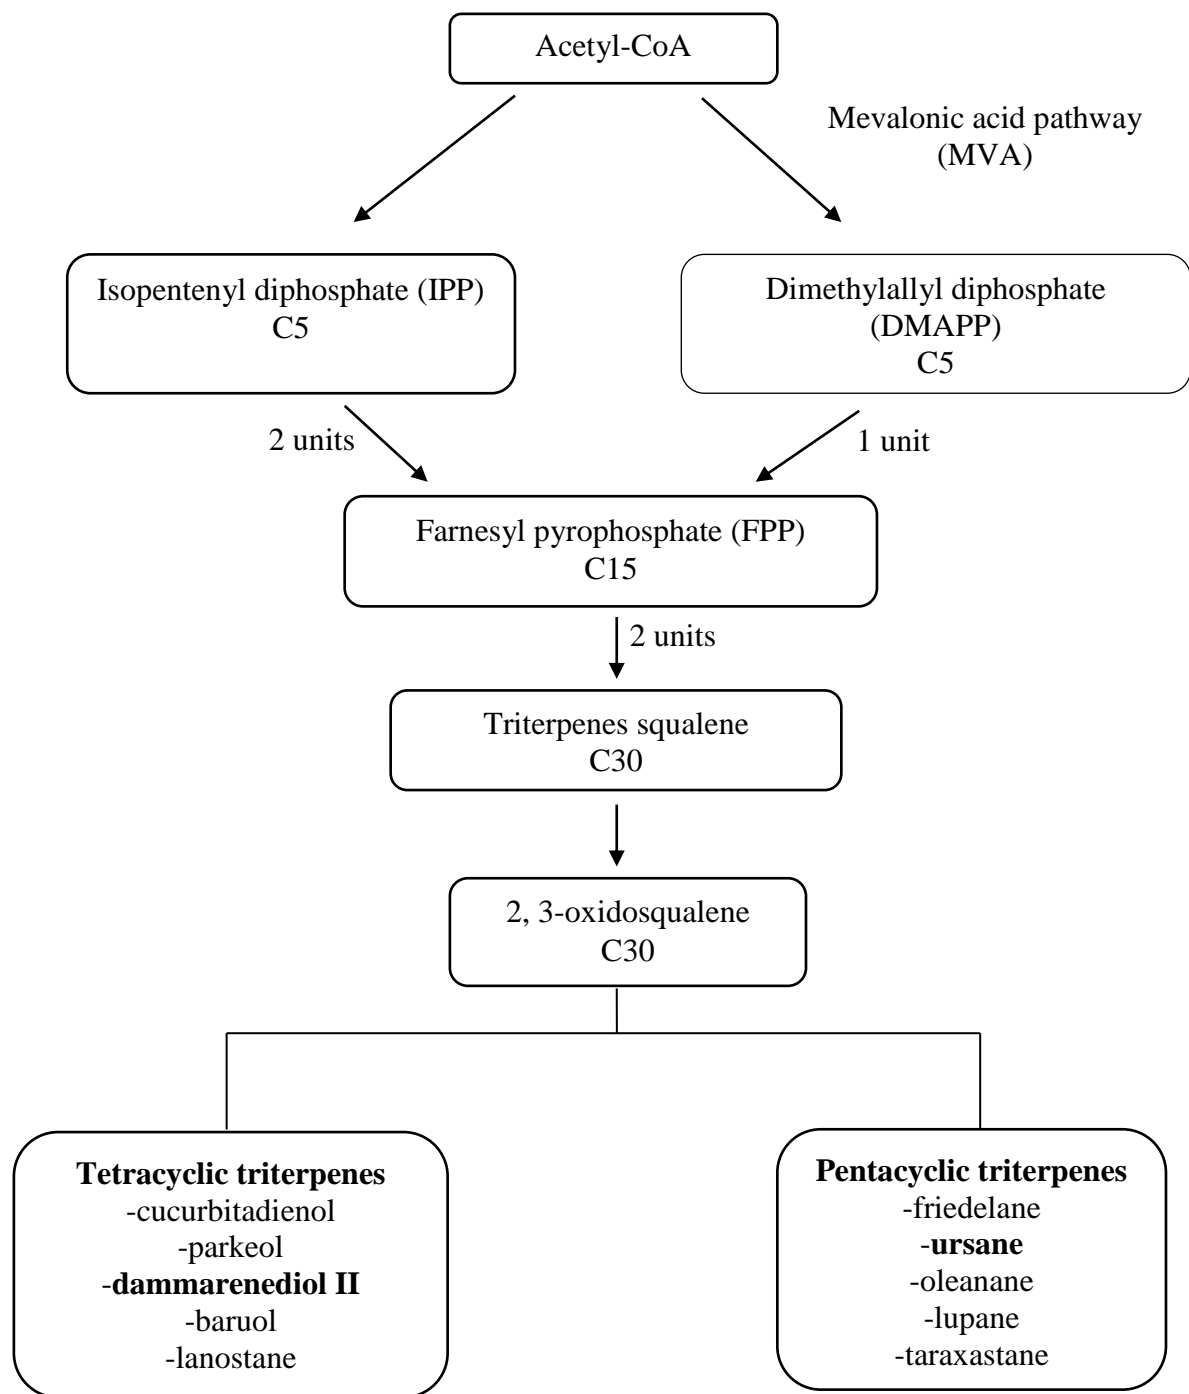 Acetyl-CoA
Mevalonic acid pathway
(MVA)
Isopentenyl diphosphate (IPP)
C5
Dimethylallyl diphosphate
(DMAPP)
C5
2 units
1 unit
Farnesyl pyrophosphate (FPP)
C15
2 units
Triterpenes squalene
C30
2, 3-oxidosqualene
C30
Tetracyclic triterpenes
-cucurbitadienol
-parkeol
-dammarenediol II
-baruol
-lanostane
Pentacyclic triterpenes
-friedelane
-ursane
-oleanane
-lupane
-taraxastane